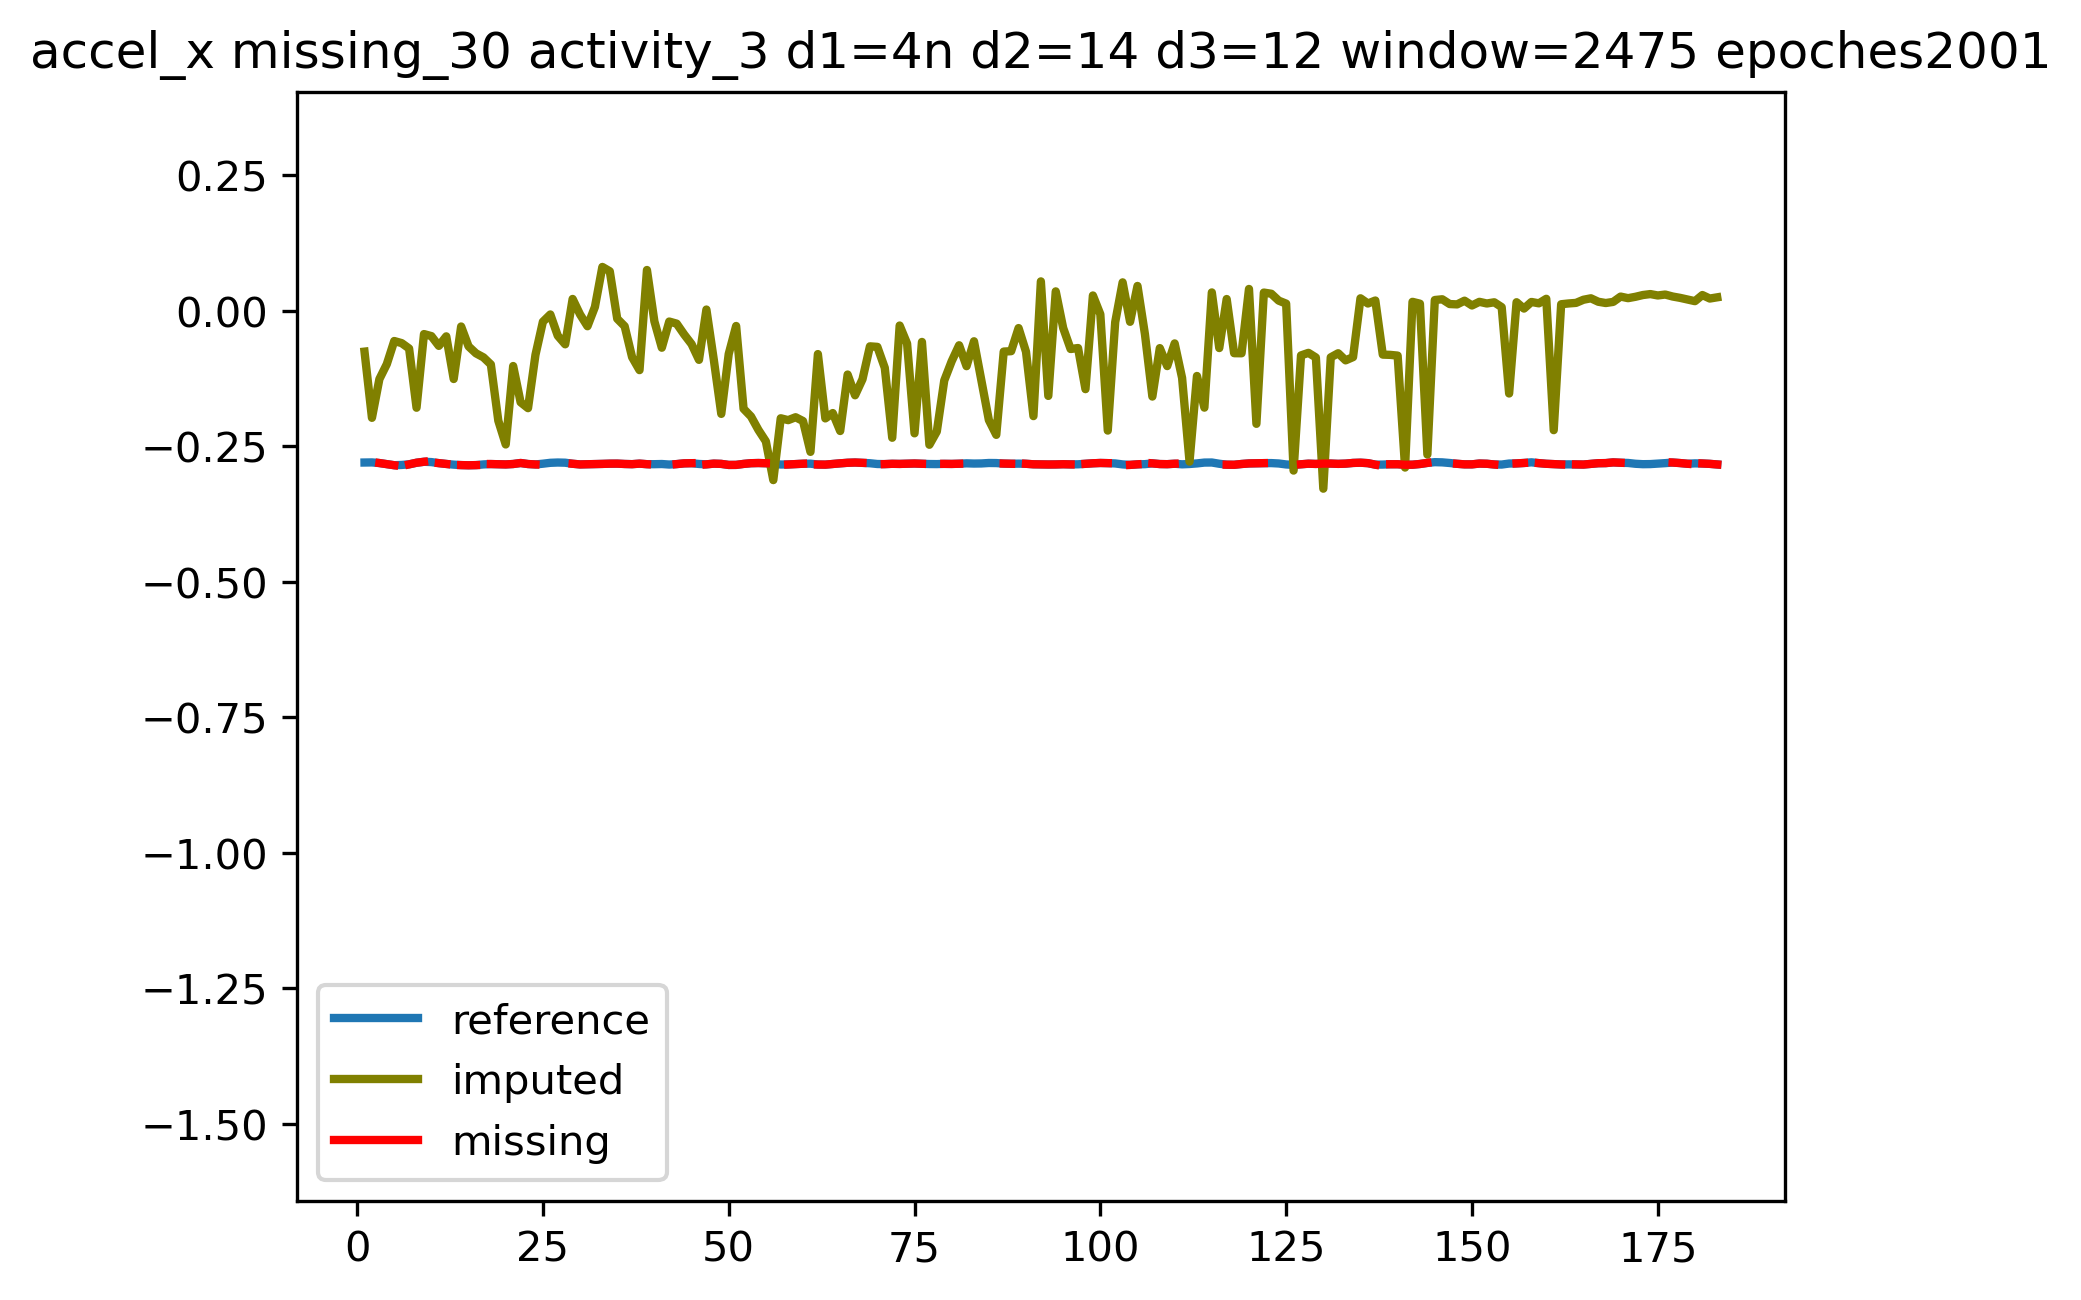 accel_x missing_30 activity_3 d1=4n d2=14 d3=12 window=2475 epoches2001
0.25
0.00
−0.25
−0.50
−0.75
−1.00
−1.25
−1.50
reference
imputed
missing
0 25 50 75 100 125 150 175